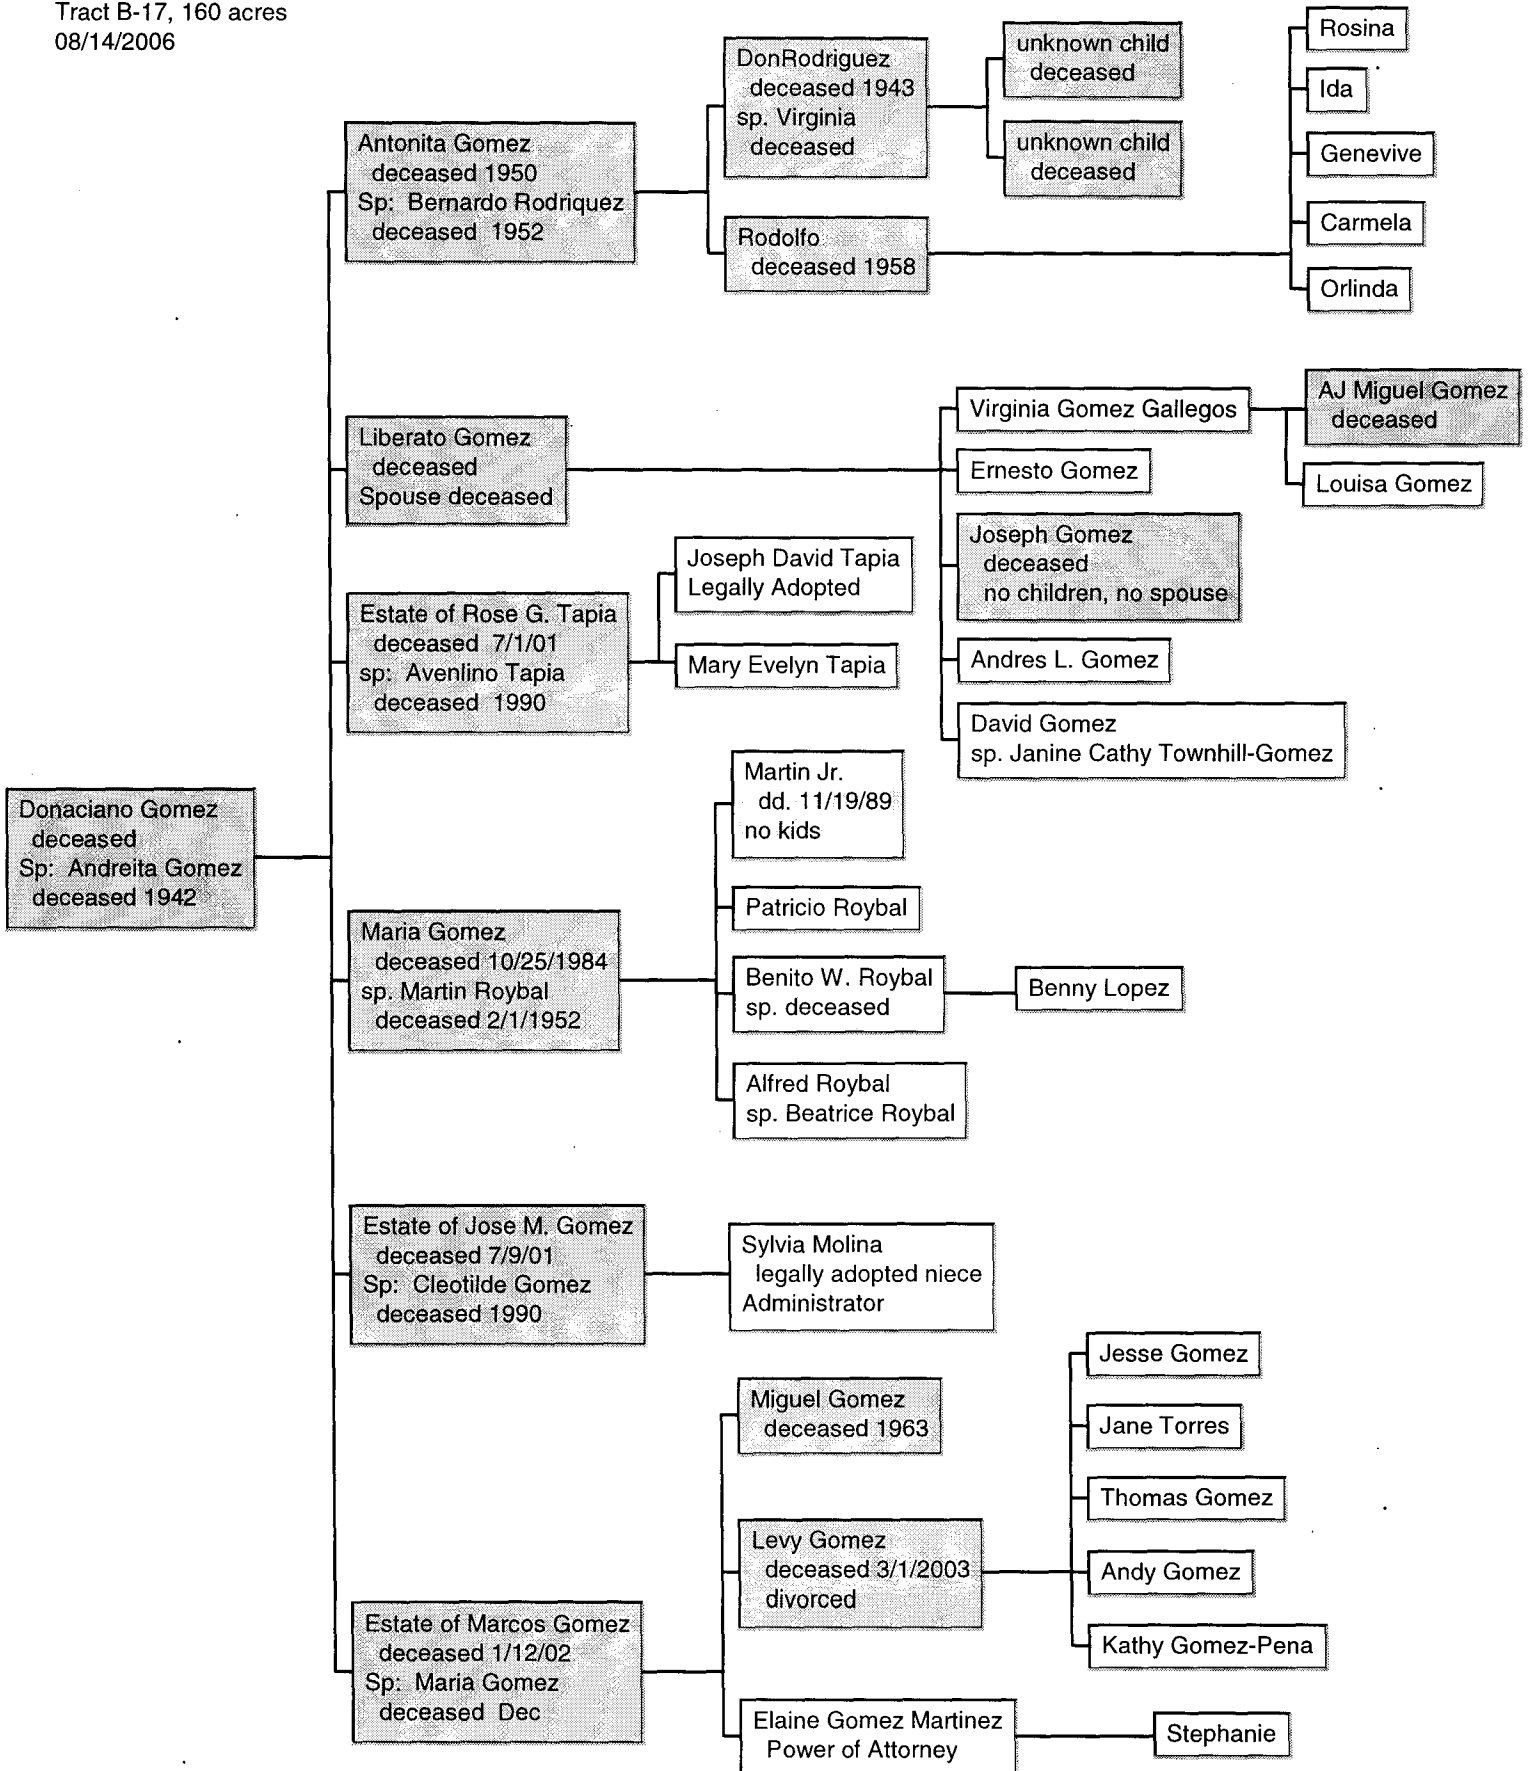 Tract B-17, 160 acres
08/14/2006
Donaciano Gomez
deceased
Sp: Andreita Gomez
deceased 1942
Antonita Gomez
deceased 1950
Sp: Bernardo Rodriquez
deceased 1952
DonRodriguez
deceased 1943
sp. Virginia
deceased
unknown child
deceased
unknown child
deceased
Rodolfo
deceased 1958
Rosina
Ida
Genevive
Carmela
Orlinda
Liberato Gomez
deceased
Spouse deceased
Virginia Gomez Gallegos
AJ Miguel Gomez
deceased
Louisa Gomez
Ernesto Gomez
Joseph Gomez
deceased
no children, no spouse
Andres L. Gomez
David Gomez
sp. Janine Cathy Townhill-Gomez
Estate of Rose G. Tapia
deceased 7/1/01
sp: Avenlino Tapia
deceased 1990
Joseph David Tapia
Legally Adopted
Mary Evelyn Tapia
Maria Gomez
deceased 10/25/1984
sp. Martin Roybal
deceased 2/1/1952
Martin Jr.
dd. 11/19/89
no kids
Patricio Roybal
Benito W. Roybal
sp. deceased
Benny Lopez
Alfred Roybal
sp. Beatrice Roybal
Estate of Jose M. Gomez
deceased 7/9/01
Sp: Cleotilde Gomez
deceased 1990
Sylvia Molina
legally adopted niece
Administrator
Estate of Marcos Gomez
deceased 1/12/02
Sp: Maria Gomez
deceased Dec
Miguel Gomez
deceased 1963
Levy Gomez
deceased 3/1/2003
divorced
Jesse Gomez
Jane Torres
Thomas Gomez
Andy Gomez
Kathy Gomez-Pena
Elaine Gomez Martinez
Power of Attorney
Stephanie